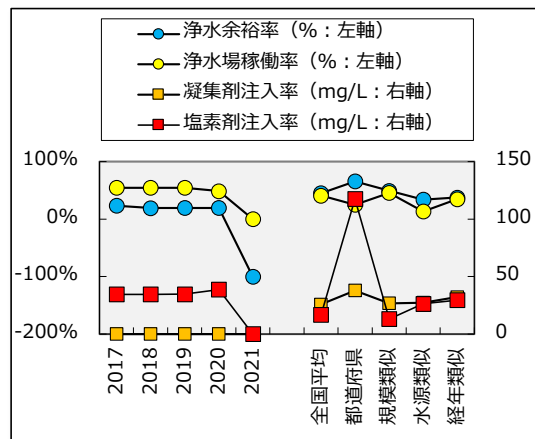 浄水余裕率（%：左軸）
浄水場稼働率（%：左軸）
凝集剤注入率（mg/L：右軸）
塩素剤注入率（mg/L：右軸）
100%
0%
-100%
-200%
150
100
50
0
2017
2018
2019
2020
2021
全国平均
都道府県
規模類似
水源類似
経年類似